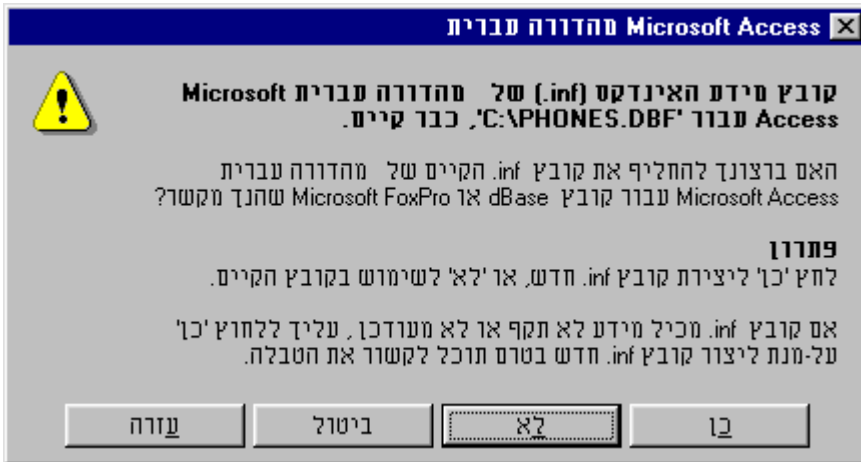 Microsoft Access מהדורה עברית
קובץ מידע האינדקס (inf.) של מהדורה עברית Microsoft
Access עבור 'C:\PHONES.DBF', כבר קיים.
האם ברצונך להחליף את קובץ inf. הקיים של מהדורה עברית
Microsoft Access עבור קובץ dBase או Microsoft FoxPro שהנך מקשר?
פתרון
לחץ 'כן' ליצירת קובץ inf. חדש, או 'לא' לשימוש בקובץ הקיים.
אם קובץ inf. מכיל מידע לא תקף או לא מעודכן , עליך ללחוץ 'כן'
על-מנת ליצור קובץ inf. חדש בטרם תוכל לקשור את הטבלה.
כן
לא
ביטול
עזרה